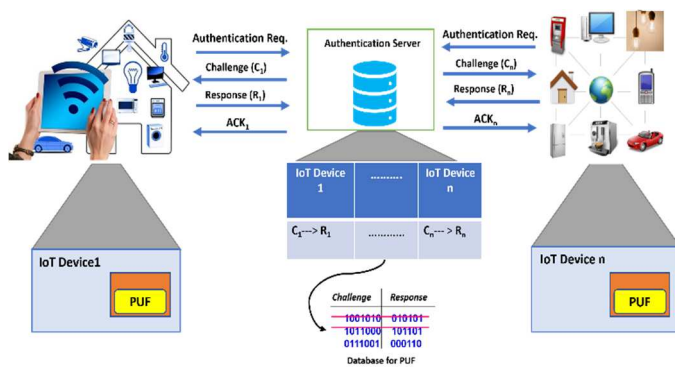 Authentication Req.
Challenge (C1)
Response (R1)
ACK1
Authentication Server
Authentication Req.
Challenge (Cn)
Response (Rn)
ACKn
IoT Device 1
..........
IoT Device n
C1---> R1
...........
Cn--- > Rn
IoT Device1
PUF
IoT Device n
PUF
Challenge Response
1001010 010101
1011000 101101
0111001 000110
Database for PUF